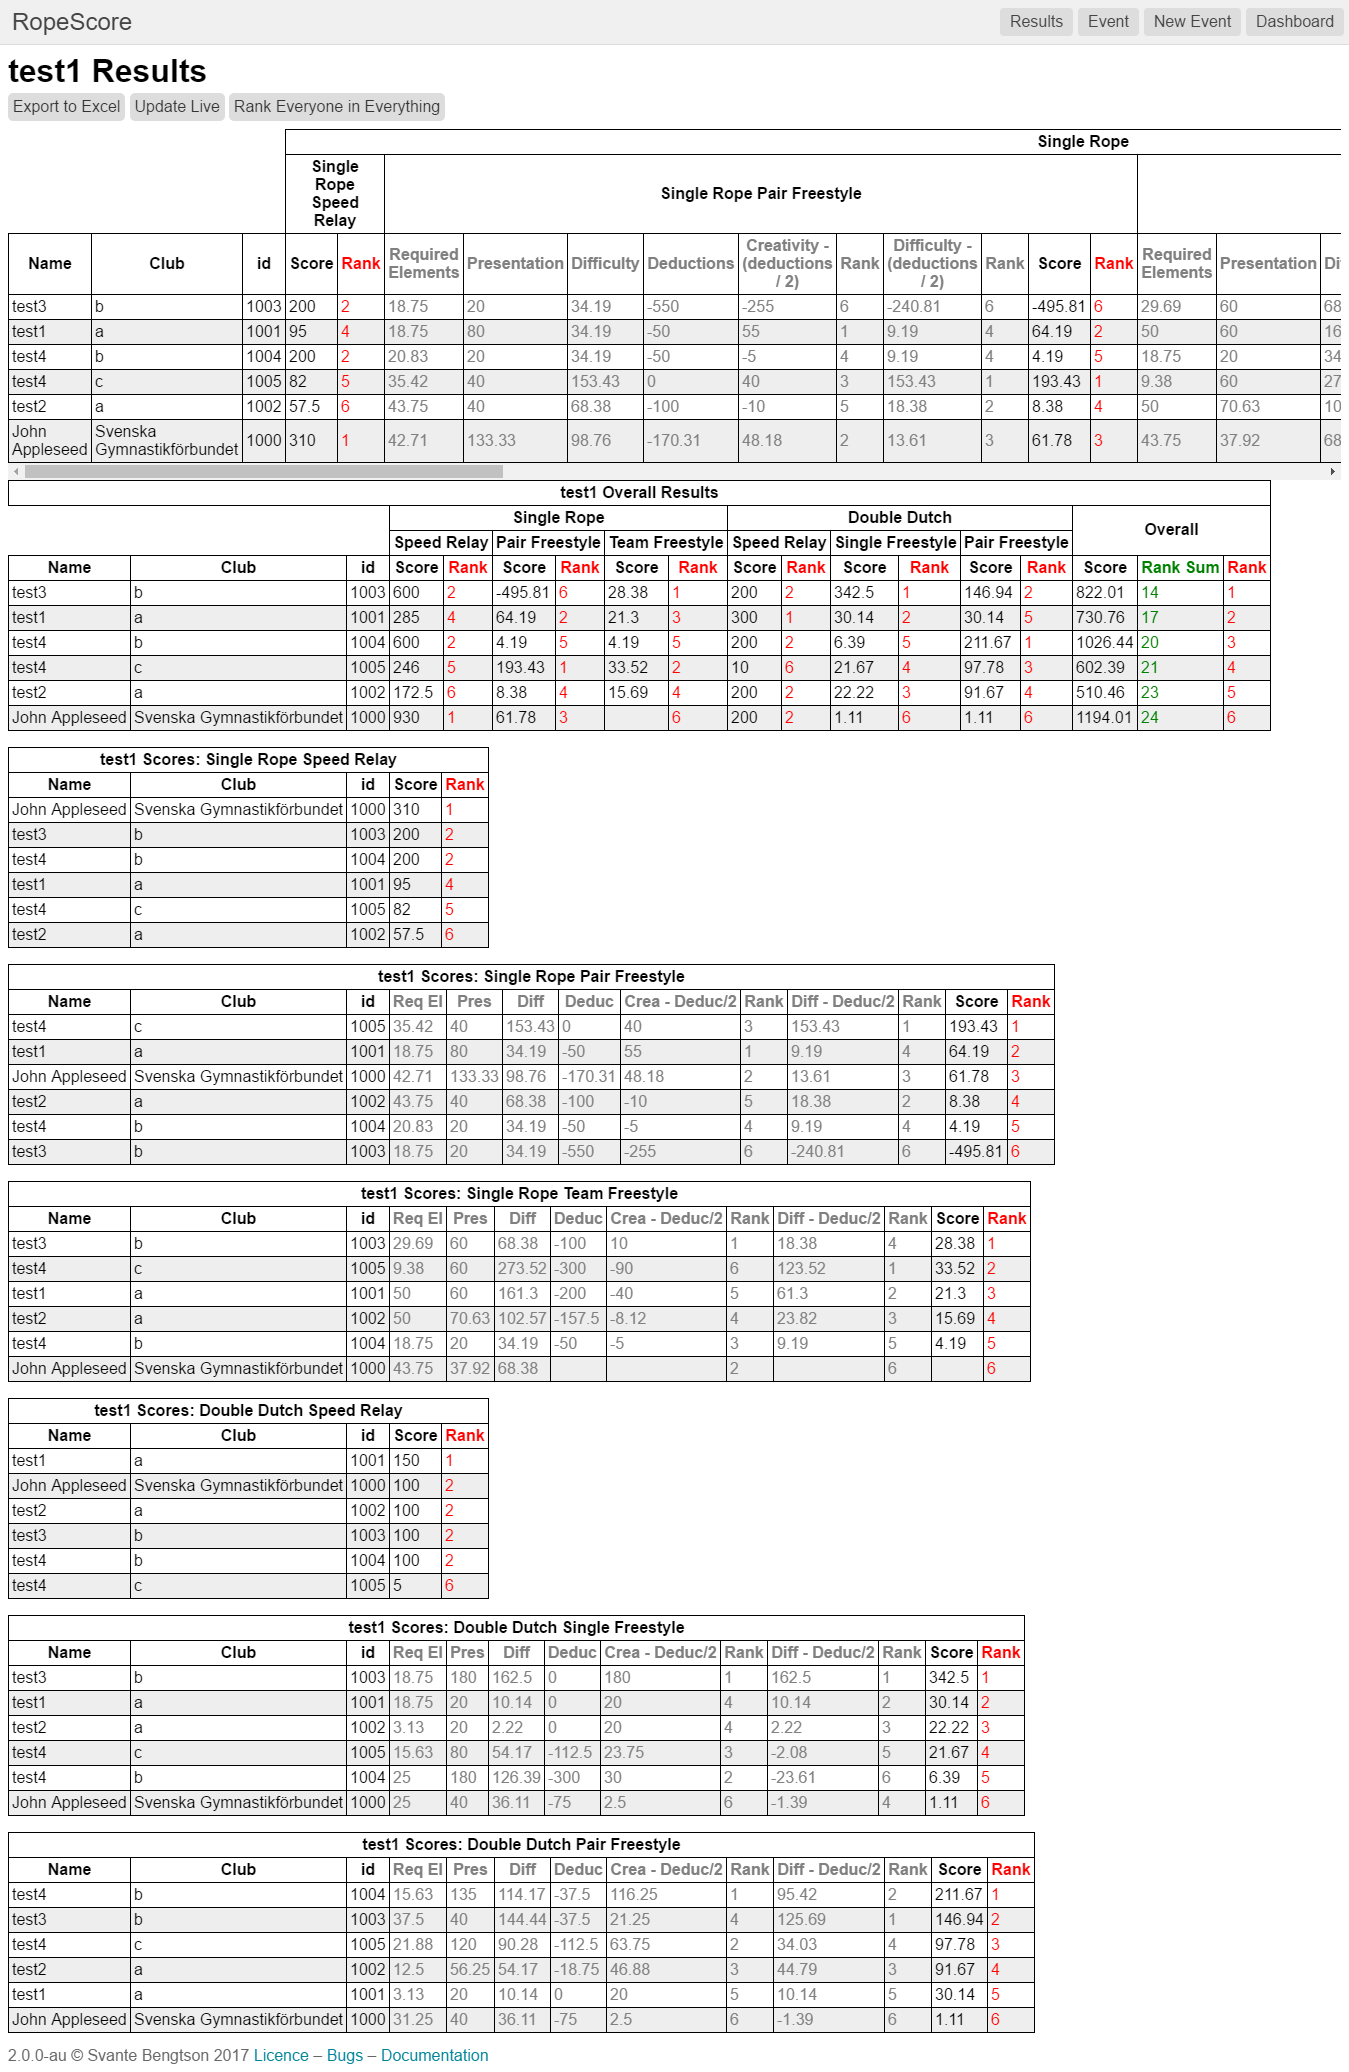 RopeScore Results Event New Event Dashboard
test1 Results
Export to Excel Update Live Rank Everyone in Everything
Single Rope
Single Rope Speed Relay Single Rope Pair Freestyle
Name Club id Score Rank Required Elements Presentation Difficulty Deductions Creativity - (deductions / 2) Rank Difficulty - (deductions / 2) Rank Score Rank Required Elements Presentation
test3 b 1003 200 2 18.75 20 34.19 -550 -255 6 -240.81 6 -495.81 6 29.69 60 68
test1 a 1001 95 4 18.75 80 34.19 -50 55 1 9.19 4 64.19 2 50 60 16
test4 b 1004 200 2 20.83 20 34.19 -50 -5 4 9.19 4 4.19 5 18.75 20 34
test4 c 1005 82 5 35.42 40 153.43 0 40 3 153.43 1 193.43 1 9.38 60 27
test2 a 1002 57.5 6 43.75 40 68.38 -100 -10 5 18.38 2 8.38 4 50 70.63 10
John Appleseed Svenska Gymnastikförbundet 1000 310 1 42.71 133.33 98.76 -170.31 48.18 2 13.61 3 61.78 3 43.75 37.92 68
test1 Overall Results
Single Rope Double Dutch Overall
Speed Relay Pair Freestyle Team Freestyle Speed Relay Single Freestyle Pair Freestyle
Name Club id Score Rank Score Rank Score Rank Score Rank Score Rank Score Rank Score Rank Sum Rank
test3 b 1003 600 2 -495.81 6 28.38 1 200 2 342.5 1 146.94 2 822.01 14 1
test1 a 1001 285 4 64.19 2 21.3 3 300 1 30.14 2 30.14 5 730.76 17 2
test4 b 1004 600 2 4.19 5 4.19 5 200 2 6.39 5 211.67 1 1026.44 20 3
test4 c 1005 246 5 193.43 1 33.52 2 10 6 21.67 4 97.78 3 602.39 21 4
test2 a 1002 172.5 6 8.38 4 15.69 4 200 2 22.22 3 91.67 4 510.46 23 5
John Appleseed Svenska Gymnastikförbundet 1000 930 1 61.78 3 6 200 2 1.11 6 1.11 6 1194.01 24 6
test1 Scores: Single Rope Speed Relay
Name Club id Score Rank
John Appleseed Svenska Gymnastikförbundet 1000 310 1
test3 b 1003 200 2
test4 b 1004 200 2
test1 a 1001 95 4
test4 c 1005 82 5
test2 a 1002 57.5 6
test1 Scores: Single Rope Pair Freestyle
Name Club id Req El Pres Diff Deduc Crea - Deduc/2 Rank Diff - Deduc/2 Rank Score Rank
test4 c 1005 35.42 40 153.43 0 40 3 153.43 1 193.43 1
test1 a 1001 18.75 80 34.19 -50 55 1 9.19 4 64.19 2
John Appleseed Svenska Gymnastikförbundet 1000 42.71 133.33 98.76 -170.31 48.18 2 13.61 3 61.78 3
test2 a 1002 43.75 40 68.38 -100 -10 5 18.38 2 8.38 4
test4 b 1004 20.83 20 34.19 -50 -5 4 9.19 4 4.19 5
test3 b 1003 18.75 20 34.19 -550 -255 6 -240.81 6 -495.81 6
test1 Scores: Single Rope Team Freestyle
Name Club id Req El Pres Diff Deduc Crea - Deduc/2 Rank Diff - Deduc/2 Rank Score Rank
test3 b 1003 29.69 60 68.38 -100 10 1 18.38 4 28.38 1
test4 c 1005 9.38 60 273.52 -300 -90 6 123.52 1 33.52 2
test1 a 1001 50 60 161.3 -200 -40 5 61.3 2 21.3 3
test2 a 1002 50 70.63 102.57 -157.5 -8.12 4 23.82 3 15.69 4
test4 b 1004 18.75 20 34.19 -50 -5 3 9.19 5 4.19 5
John Appleseed Svenska Gymnastikförbundet 1000 43.75 37.92 68.38 2 6 6
test1 Scores: Double Dutch Speed Relay
Name Club id Score Rank
test1 a 1001 150 1
John Appleseed Svenska Gymnastikförbundet 1000 100 2
test2 a 1002 100 2
test3 b 1003 100 2
test4 b 1004 100 2
test4 c 1005 5 6
test1 Scores: Double Dutch Single Freestyle
Name Club id Req El Pres Diff Deduc Crea - Deduc/2 Rank Diff - Deduc/2 Rank Score Rank
test3 b 1003 18.75 180 162.5 0 180 1 162.5 1 342.5 1
test1 a 1001 18.75 20 10.14 0 20 4 10.14 2 30.14 2
test2 a 1002 3.13 20 2.22 0 20 4 2.22 3 22.22 3
test4 c 1005 15.63 80 54.17 -112.5 23.75 3 -2.08 5 21.67 4
test4 b 1004 25 180 126.39 -300 30 2 -23.61 6 6.39 5
John Appleseed Svenska Gymnastikförbundet 1000 25 40 36.11 -75 2.5 6 -1.39 4 1.11 6
test1 Scores: Double Dutch Pair Freestyle
Name Club id Req El Pres Diff Deduc Crea - Deduc/2 Rank Diff - Deduc/2 Rank Score Rank
test4 b 1004 15.63 135 114.17 -37.5 116.25 1 95.42 2 211.67 1
test3 b 1003 37.5 40 144.44 -37.5 21.25 4 125.69 1 146.94 2
test4 c 1005 21.88 120 90.28 -112.5 63.75 2 34.03 4 97.78 3
test2 a 1002 12.5 56.25 54.17 -18.75 46.88 3 44.79 3 91.67 4
test1 a 1001 3.13 20 10.14 0 20 5 10.14 5 30.14 5
John Appleseed Svenska Gymnastikförbundet 1000 31.25 40 36.11 -75 2.5 6 -1.39 6 1.11 6
2.0.0-au © Svante Bengtson 2017 Licence – Bugs – Documentation